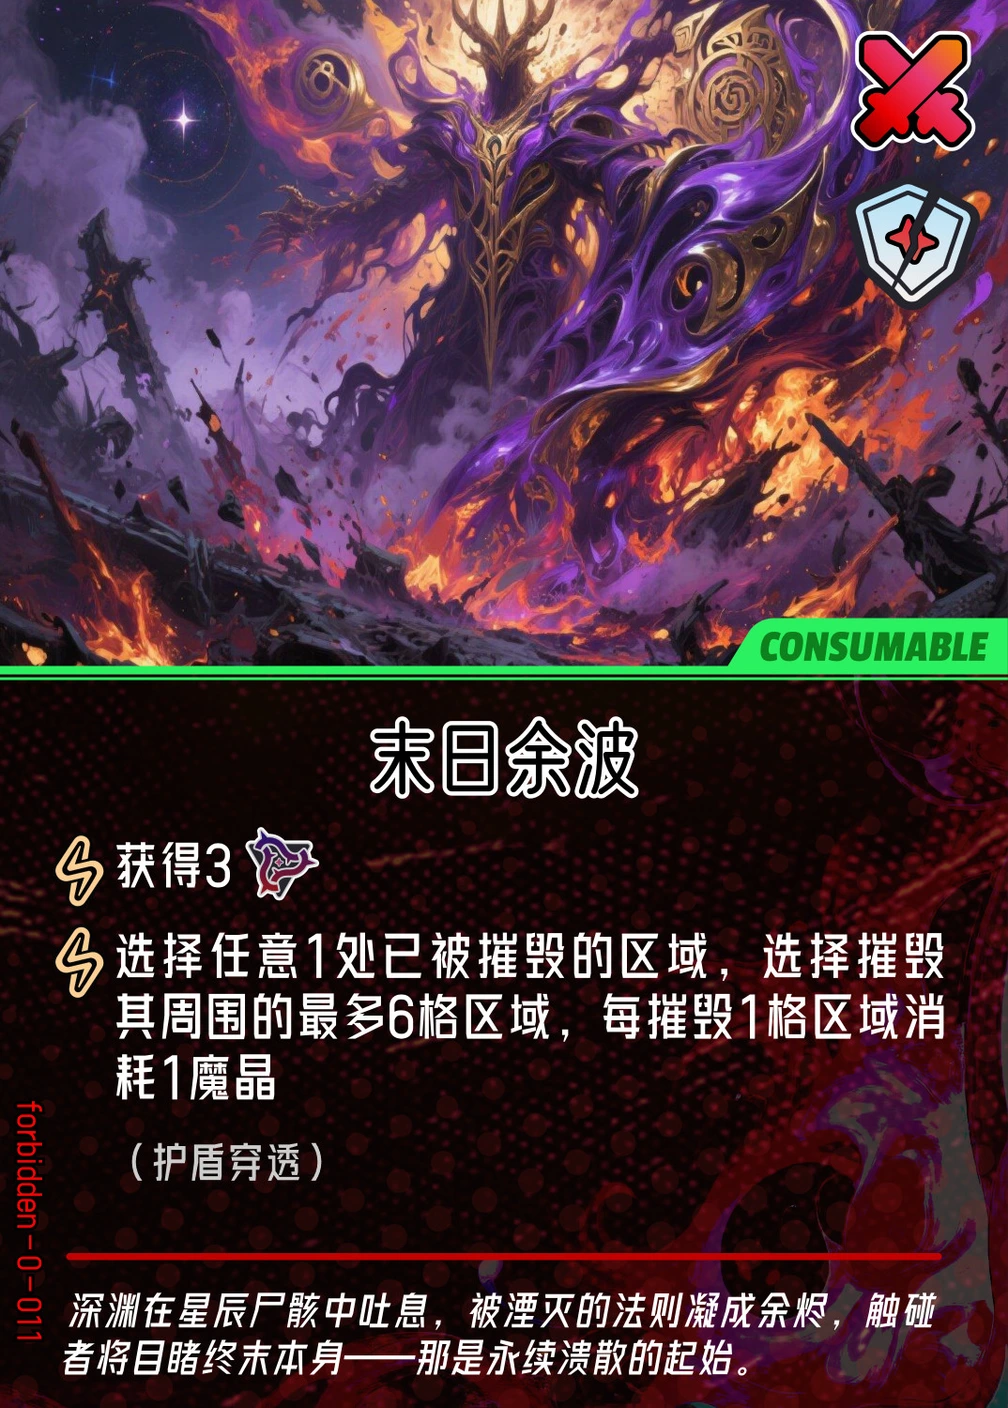 CONSUMABLE
末日余波
获得3
选择任意1处已被摧毁的区域，选择摧毁
其周围的最多6格区域，每摧毁1格区域消
耗1魔晶
（护盾穿透）
forbidden-0-011
深渊在星辰尸骸中吐息，被湮灭的法则凝成余烬，触碰
者将目睹终末本身——那是永续溃散的起始。